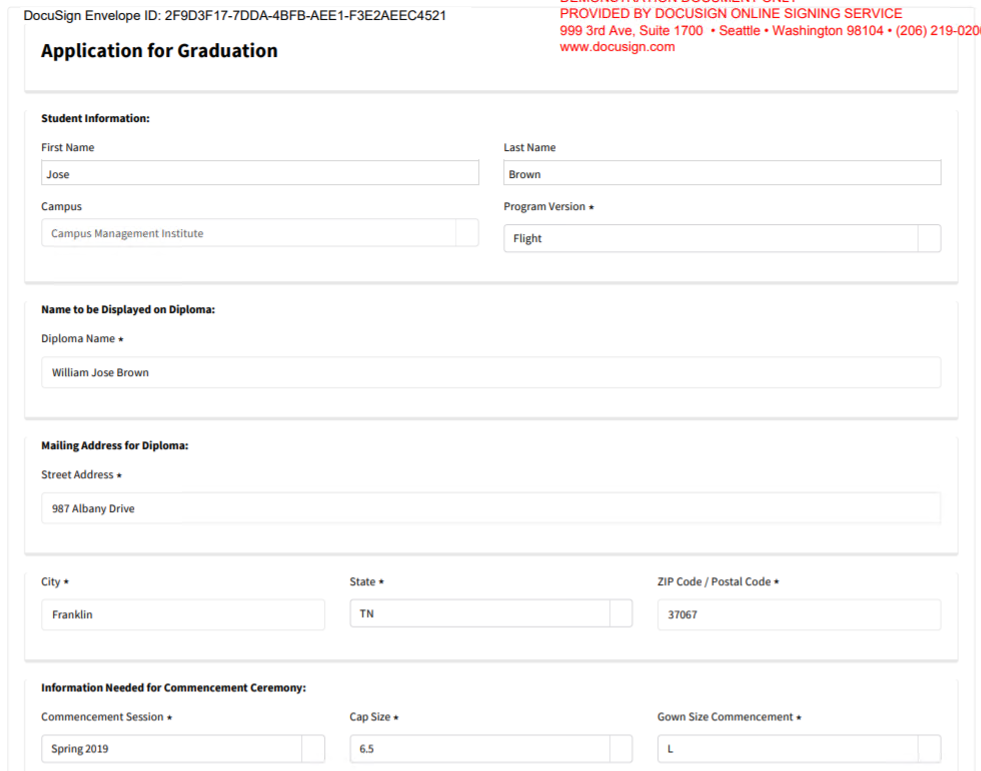 DEMONSTRATION DOCUMENT ONLY
DocuSign Envelope ID: 2F9D3F17-7DDA-4BFB-AEE1-F3E2AEEC4521
PROVIDED BY DOCUSIGN ONLINE SIGNING SERVICE
999 3rd Ave, Suite 1700 • Seattle • Washington 98104 • (206) 219-020
www.docusign.com
Application for Graduation
Student Information:
First Name Last Name
Jose Brown
Campus Program Version *
Campus Management Institute Flight
Name to be Displayed on Diploma:
Diploma Name *
William Jose Brown
Mailing Address for Diploma:
Street Address *
987 Albany Drive
City * State * ZIP Code / Postal Code *
Franklin TN 37067
Information Needed for Commencement Ceremony:
Commencement Session * Cap Size * Gown Size Commencement *
Spring 2019 6.5 L